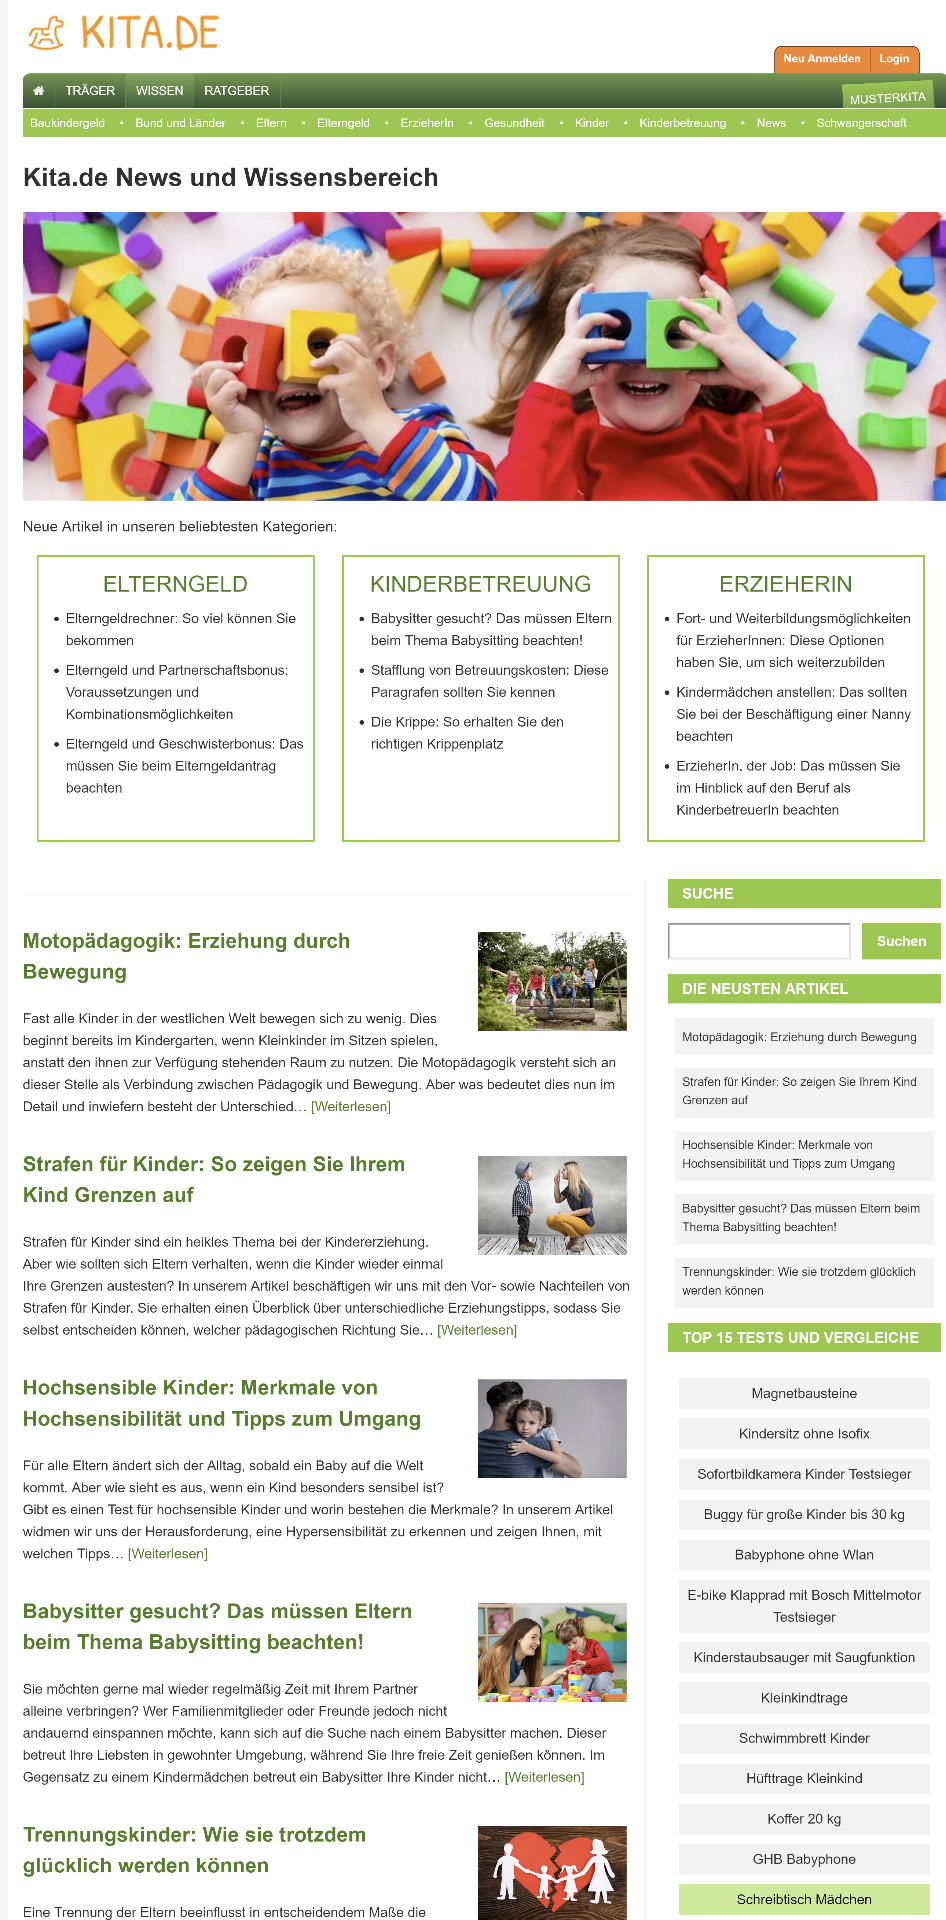 KITA.DE
Neu Anmelden Login
TRÄGER WISSEN RATGEBER MUSTERKITA
Baukindergeld • Bund und Länder • Eltern • Elterngeld • ErzieherIn • Gesundheit • Kinder • Kinderbetreuung • News • Schwangerschaft
Kita.de News und Wissensbereich
Neue Artikel in unseren beliebtesten Kategorien:
ELTERNGELD
• Elterngeldrechner: So viel können Sie
bekommen
• Elterngeld und Partnerschaftsbonus:
Voraussetzungen und
Kombinationsmöglichkeiten
• Elterngeld und Geschwisterbonus: Das
müssen Sie beim Elterngeldantrag
beachten
KINDERBETREUUNG
• Babysitter gesucht? Das müssen Eltern
beim Thema Babysitting beachten!
• Stafflung von Betreuungskosten: Diese
Paragrafen sollten Sie kennen
• Die Krippe: So erhalten Sie den
richtigen Krippenplatz
ERZIEHERIN
• Fort- und Weiterbildungsmöglichkeiten
für ErzieherInnen: Diese Optionen
haben Sie, um sich weiterzubilden
• Kindermädchen anstellen: Das sollten
Sie bei der Beschäftigung einer Nanny
beachten
• ErzieherIn, der Job: Das müssen Sie
im Hinblick auf den Beruf als
KinderbetreuerIn beachten
Motopädagogik: Erziehung durch
Bewegung
Fast alle Kinder in der westlichen Welt bewegen sich zu wenig. Dies
beginnt bereits im Kindergarten, wenn Kleinkinder im Sitzen spielen,
anstatt den ihnen zur Verfügung stehenden Raum zu nutzen. Die Motopädagogik versteht sich an
dieser Stelle als Verbindung zwischen Pädagogik und Bewegung. Aber was bedeutet dies nun im
Detail und inwiefern besteht der Unterschied… [Weiterlesen]
Strafen für Kinder: So zeigen Sie Ihrem
Kind Grenzen auf
Strafen für Kinder sind ein heikles Thema bei der Kindererziehung.
Aber wie sollten sich Eltern verhalten, wenn die Kinder wieder einmal
Ihre Grenzen austesten? In unserem Artikel beschäftigen wir uns mit den Vor- sowie Nachteilen von
Strafen für Kinder. Sie erhalten einen Überblick über unterschiedliche Erziehungstipps, sodass Sie
selbst entscheiden können, welcher pädagogischen Richtung Sie… [Weiterlesen]
Hochsensible Kinder: Merkmale von
Hochsensibilität und Tipps zum Umgang
Für alle Eltern ändert sich der Alltag, sobald ein Baby auf die Welt
kommt. Aber wie sieht es aus, wenn ein Kind besonders sensibel ist?
Gibt es einen Test für hochsensible Kinder und worin bestehen die Merkmale? In unserem Artikel
widmen wir uns der Herausforderung, eine Hypersensibilität zu erkennen und zeigen Ihnen, mit
welchen Tipps… [Weiterlesen]
Babysitter gesucht? Das müssen Eltern
beim Thema Babysitting beachten!
Sie möchten gerne mal wieder regelmäßig Zeit mit Ihrem Partner
alleine verbringen? Wer Familienmitglieder oder Freunde jedoch nicht
andauernd einspannen möchte, kann sich auf die Suche nach einem Babysitter machen. Dieser
betreut Ihre Liebsten in gewohnter Umgebung, während Sie Ihre freie Zeit genießen können. Im
Gegensatz zu einem Kindermädchen betreut ein Babysitter Ihre Kinder nicht… [Weiterlesen]
Trennungskinder: Wie sie trotzdem
glücklich werden können
Eine Trennung der Eltern beeinflusst in entscheidendem Maße die
SUCHE
Suchen
DIE NEUSTEN ARTIKEL
Motopädagogik: Erziehung durch Bewegung
Strafen für Kinder: So zeigen Sie Ihrem Kind
Grenzen auf
Hochsensible Kinder: Merkmale von
Hochsensibilität und Tipps zum Umgang
Babysitter gesucht? Das müssen Eltern beim
Thema Babysitting beachten!
Trennungskinder: Wie sie trotzdem glücklich
werden können
TOP 15 TESTS UND VERGLEICHE
Magnetbausteine
Kindersitz ohne Isofix
Sofortbildkamera Kinder Testsieger
Buggy für große Kinder bis 30 kg
Babyphone ohne Wlan
E-bike Klapprad mit Bosch Mittelmotor
Testsieger
Kinderstaubsauger mit Saugfunktion
Kleinkindtrage
Schwimmbrett Kinder
Hüfttrage Kleinkind
Koffer 20 kg
GHB Babyphone
Schreibtisch Mädchen